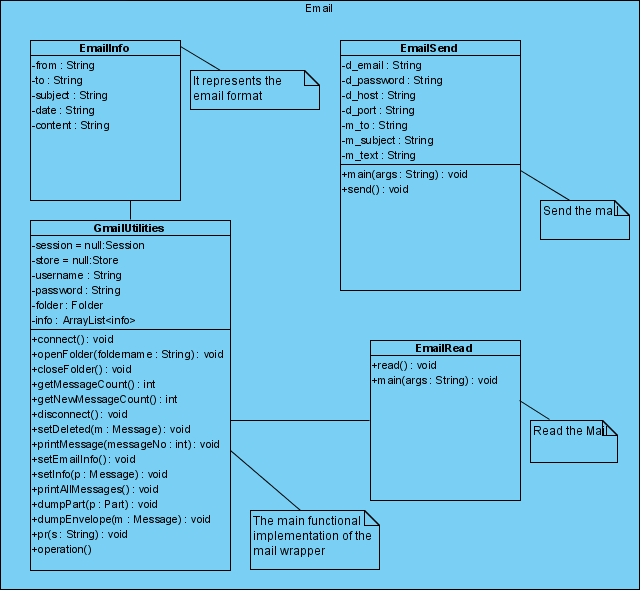 Email
EmailInfo
-from : String
-to : String
-subject : String
-date : String
-content : String
It represents the
email format
EmailSend
-d_email : String
-d_password : String
-d_host : String
-d_port : String
-m_to : String
-m_subject : String
-m_text : String
+main(args : String) : void
+send() : void
Send the mail
GmailUtilities
-session = null:Session
-store = null:Store
-username : String
-password : String
-folder : Folder
-info : ArrayList<info>
+connect() : void
+openFolder(foldername : String) : void
+closeFolder() : void
+getMessageCount() : int
+getNewMessageCount() : int
+disconnect() : void
+setDeleted(m : Message) : void
+printMessage(messageNo : int) : void
+setEmailInfo() : void
+setInfo(p : Message) : void
+printAllMessages() : void
+dumpPart(p : Part) : void
+dumpEnvelope(m : Message) : void
+pr(s : String) : void
+operation()
EmailRead
+read() : void
+main(args : String) : void
Read the Mail
The main functional
implementation of the
mail wrapper